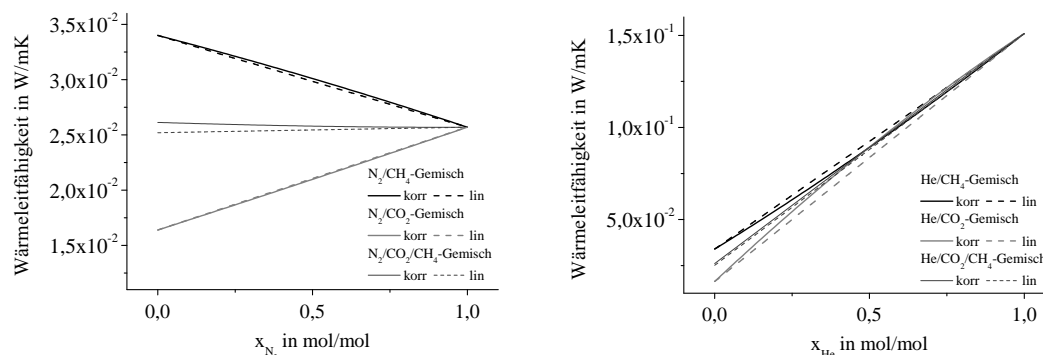 Wärmeleitfähigkeit in W/mK
3,5x10⁻²
3,0x10⁻²
2,5x10⁻²
2,0x10⁻²
1,5x10⁻²
N₂/CH₄-Gemisch
korr lin
N₂/CO₂-Gemisch
korr lin
N₂/CO₂/CH₄-Gemisch
korr lin
0,0 0,5 1,0
x_N₂ in mol/mol
Wärmeleitfähigkeit in W/mK
1,5x10⁻¹
1,0x10⁻¹
5,0x10⁻²
He/CH₄-Gemisch
korr lin
He/CO₂-Gemisch
korr lin
He/CO₂/CH₄-Gemisch
korr lin
0,0 0,5 1,0
x_He in mol/mol